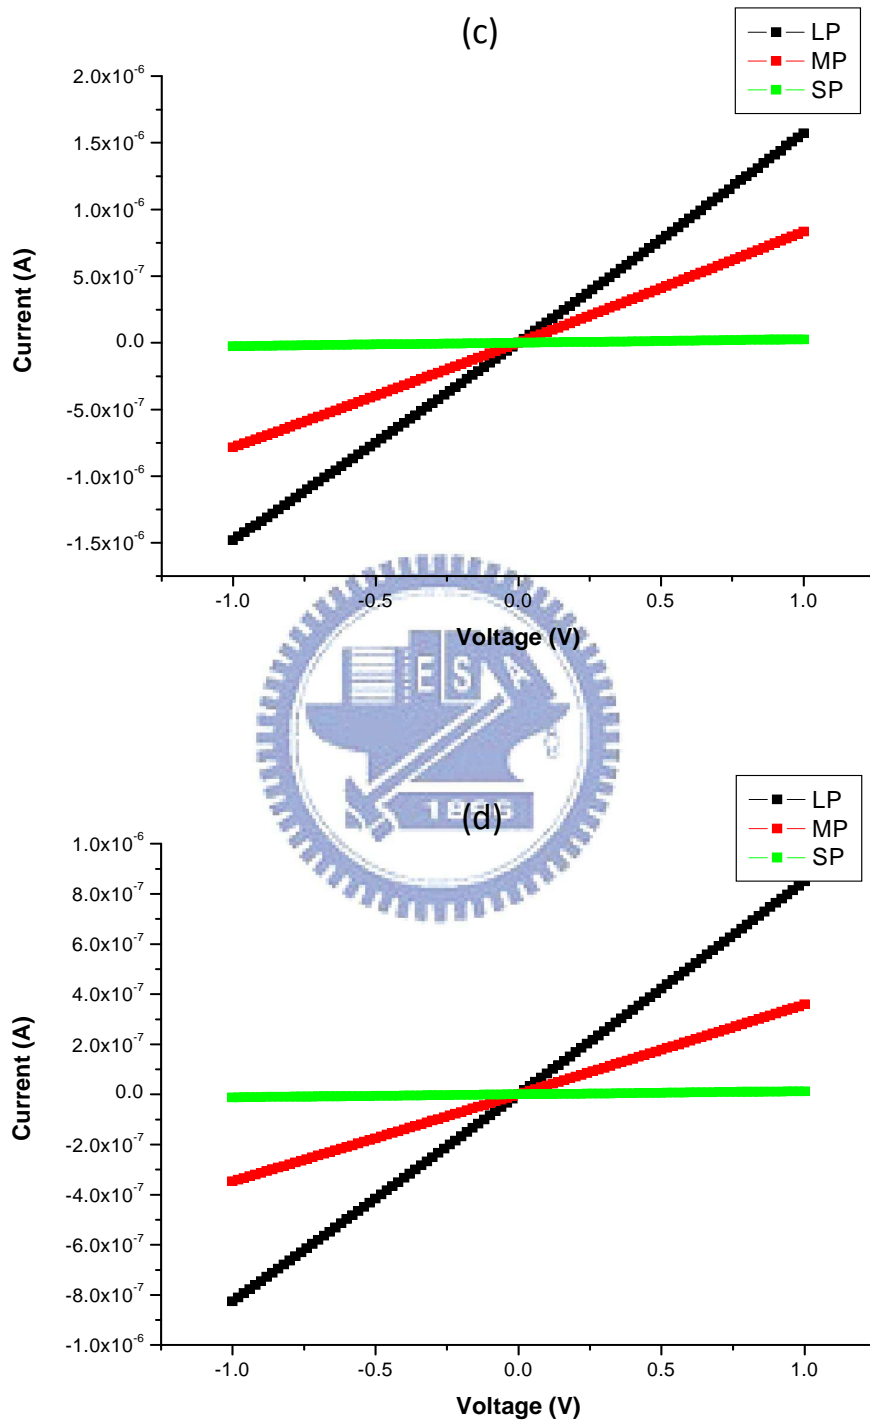 (c)
LP
MP
SP
2.0x10⁻⁶
1.5x10⁻⁶
1.0x10⁻⁶
5.0x10⁻⁷
0.0
-5.0x10⁻⁷
-1.0x10⁻⁶
-1.5x10⁻⁶
Current (A)
-1.0 -0.5 0.0 0.5 1.0
Voltage (V)
E S A
1896
(d)
LP
MP
SP
1.0x10⁻⁶
8.0x10⁻⁷
6.0x10⁻⁷
4.0x10⁻⁷
2.0x10⁻⁷
0.0
-2.0x10⁻⁷
-4.0x10⁻⁷
-6.0x10⁻⁷
-8.0x10⁻⁷
-1.0x10⁻⁶
Current (A)
-1.0 -0.5 0.0 0.5 1.0
Voltage (V)